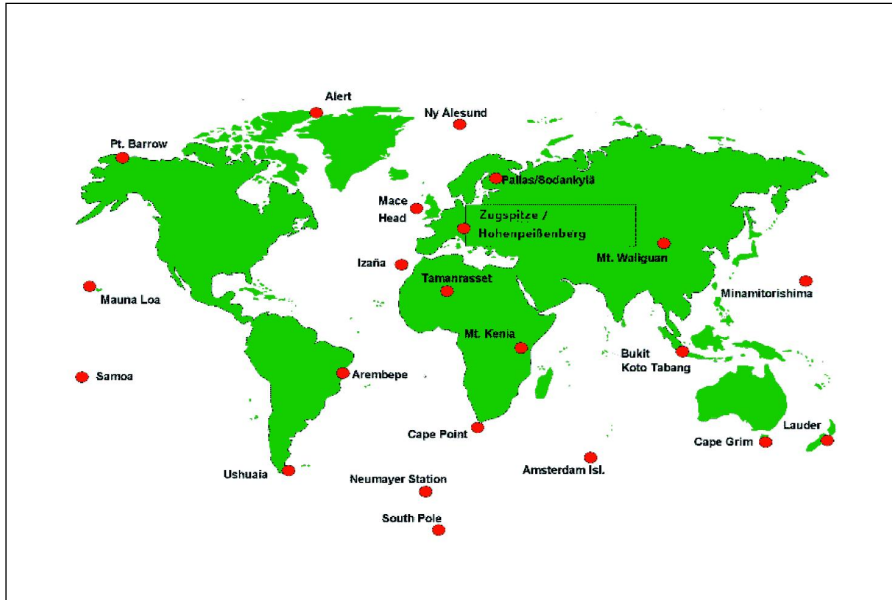 Alert
Ny Alesund
Pt. Barrow
Pallas/Sodankylä
Mace
Head
Zugspitze /
Hohenpeißenberg
Mt. Waliguan
Izaña
Tamanrasset
Mauna Loa
Minamitorishima
Mt. Kenia
Bukit
Koto Tabang
Samoa
Arembepe
Lauder
Cape Point
Cape Grim
Ushuaia
Amsterdam Isl.
Neumayer Station
South Pole